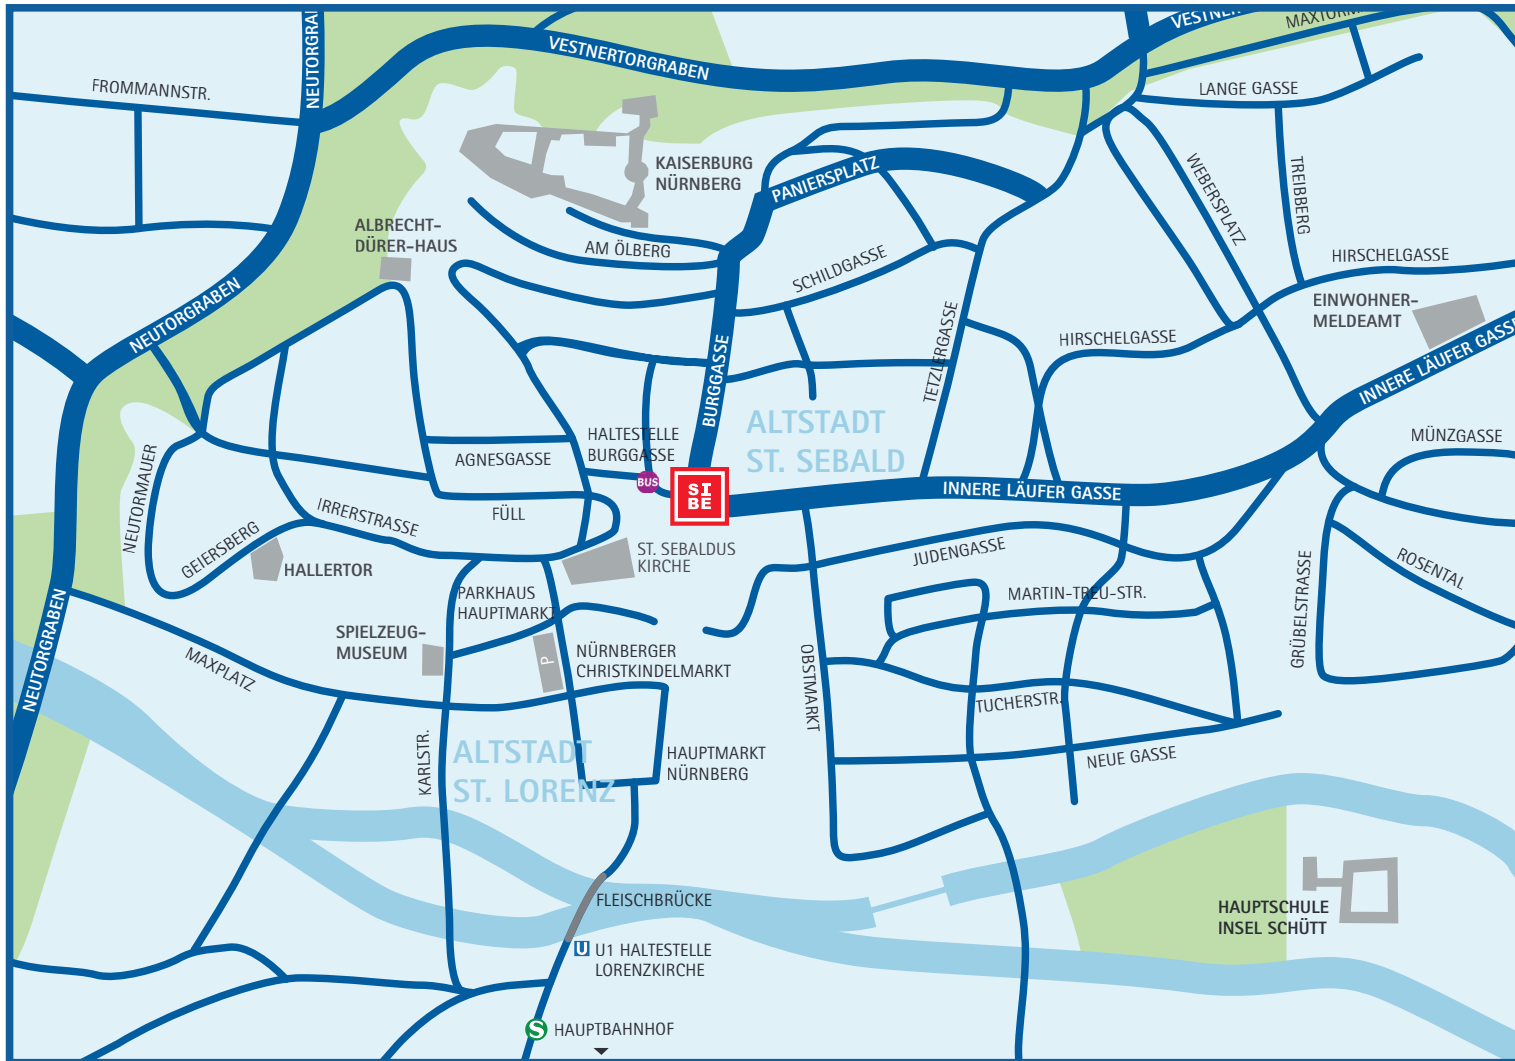 NEUTORGRABEN
VESTNERTORGRABEN
VESTNER
MAXTORM
FROMMANNSTR.
LANGE GASSE
KAISERBURG
NÜRNBERG
PANIERSPLATZ
WEBERSPLATZ
TREIBBERG
ALBRECHT-
DÜRER-HAUS
AM ÖLBERG
SCHILDGASSE
HIRSCHELGASSE
EINWOHNER-
MELDEAMT
NEUTORGRABEN
BURGGASSE
TETZLERGASSE
HIRSCHELGASSE
INNERE LÄUFER GASSE
ALTSTADT
ST. SEBALD
HALTESTELLE
BURGGASSE
MÜNZGASSE
AGNESGASSE
NEUTORMAUER
BUS
SI
BE
INNERE LÄUFER GASSE
FÜLL
IRRERSTRASSE
GEIERSBERG
HALLERTOR
ST. SEBALDUS
KIRCHE
JUDENGASSE
ROSENTAL
GRÜBELSTRASSE
PARKHAUS
HAUPTMARKT
MARTIN-TREU-STR.
SPIELZEUG-
MUSEUM
P
NÜRNBERGER
CHRISTKINDELMARKT
NEUTORGRABEN
MAXPLATZ
OBSTMARKT
TUCHERSTR.
KARLSTR.
ALTSTADT
ST. LORENZ
HAUPTMARKT
NÜRNBERG
NEUE GASSE
FLEISCHBRÜCKE
HAUPTSCHULE
INSEL SCHÜTT
U
U1 HALTESTELLE
LORENZKIRCHE
S
HAUPTBAHNHOF